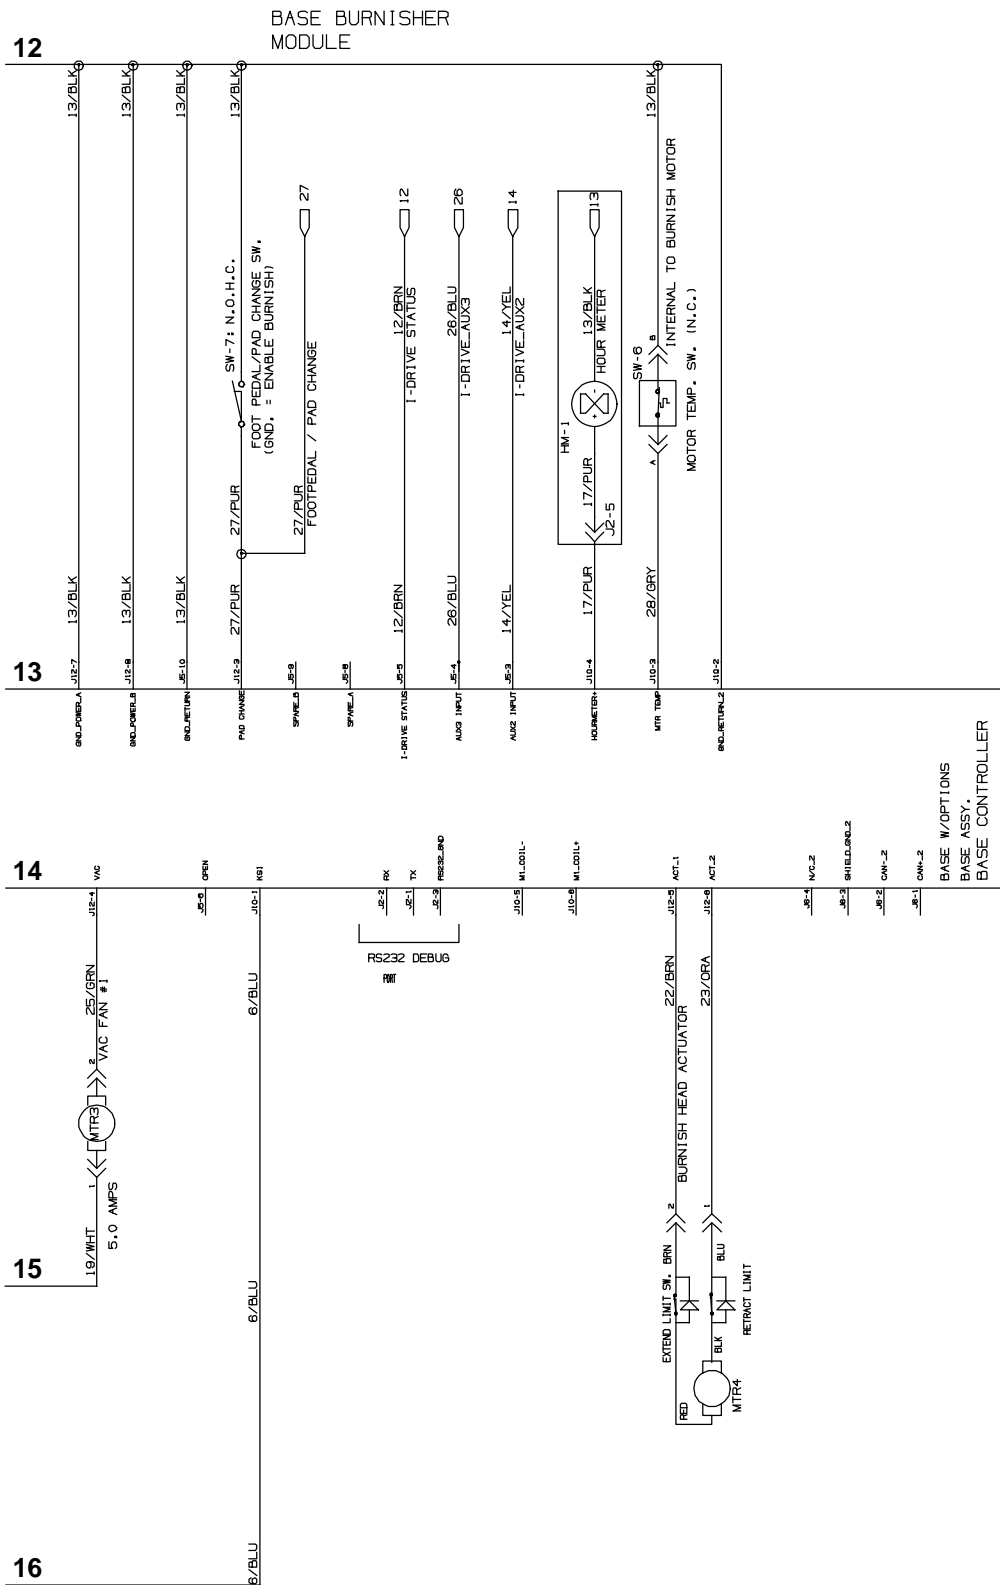 BASE BURNISHER
MODULE
12
13/BLK
13/BLK
13/BLK
13/BLK
13/BLK
27
12
26
14
13
INTERNAL TO BURNISH MOTOR
SW-7: N.O.H.C.
FOOT PEDAL/PAD CHANGE SW.
(GND. = ENABLE BURNISH)
FOOTPEDAL / PAD CHANGE
12/BRN
I-DRIVE STATUS
26/BLU
I-DRIVE_AUX3
14/YEL
I-DRIVE_AUX2
13/BLK
HOUR METER
HM-1
+
-
SW-6
B
A
MOTOR TEMP. SW. (N.C.)
27/PUR
27/PUR
17/PUR
J2-5
13/BLK
13/BLK
13/BLK
27/PUR
12/BRN
26/BLU
14/YEL
17/PUR
28/GRY
13
J12-7
J12-8
J5-10
J12-3
J5-9
J5-8
J5-5
J5-4
J5-3
J10-4
J10-3
J10-2
GND_POWER_A
GND_POWER_B
GND_RETURN
PAD CHANGE
SPARE_B
SPARE_A
I-DRIVE STATUS
AUX3 INPUT
AUX2 INPUT
HOURMETER+
MTR TEMP
GND_RETURN_2
BASE W/OPTIONS
BASE ASSY.
BASE CONTROLLER
14
VAC
OPEN
KSI
RX
TX
RS232_GND
M1_COIL-
M1_COIL+
ACT_1
ACT_2
N/C_2
SHIELD_GND_2
CAN-_2
CAN+_2
J12-4
J5-6
J10-1
J2-2
J2-1
J2-3
J10-5
J10-6
J12-5
J12-6
J8-4
J8-3
J8-2
J8-1
RS232 DEBUG
PORT
25/GRN
VAC FAN #1
6/BLU
22/BRN
BURNISH HEAD ACTUATOR
23/ORA
2
MTR3
1
5.0 AMPS
19/WHT
15
6/BLU
2
1
EXTEND LIMIT SW.
BRN
BLU
RETRACT LIMIT
BLK
RED
MTR4
16
6/BLU